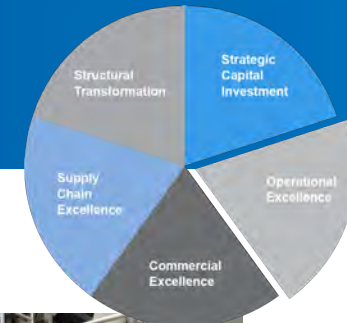 Strategic
Capital
Investment
Structural
Transformation
Operational
Excellence
Supply
Chain
Excellence
Commercial
Excellence